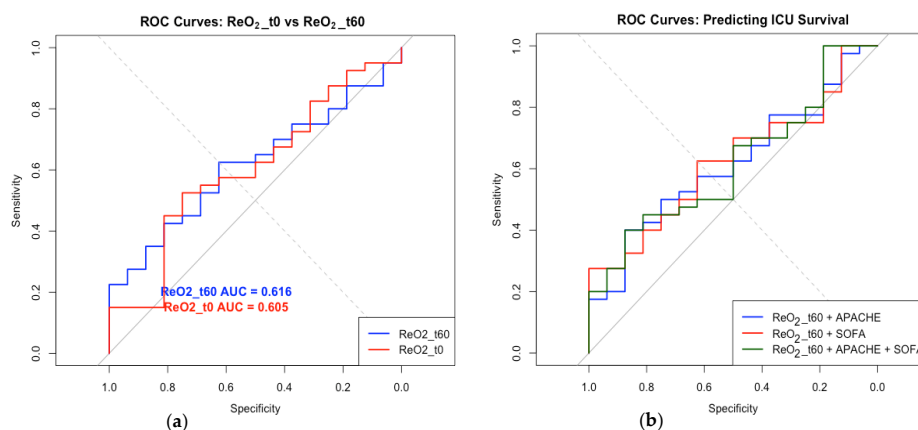 ROC Curves: ReO₂_t0 vs ReO₂_t60
Sensitivity
1.0
0.8
0.6
0.4
0.2
0.0
ReO2_t60 AUC = 0.616
ReO2_t0 AUC = 0.605
ReO2_t60
ReO2_t0
1.0 0.8 0.6 0.4 0.2 0.0
Specificity
(a)
ROC Curves: Predicting ICU Survival
Sensitivity
1.0
0.8
0.6
0.4
0.2
0.0
ReO₂_t60 + APACHE
ReO₂_t60 + SOFA
ReO₂_t60 + APACHE + SOFA
1.0 0.8 0.6 0.4 0.2 0.0
Specificity
(b)